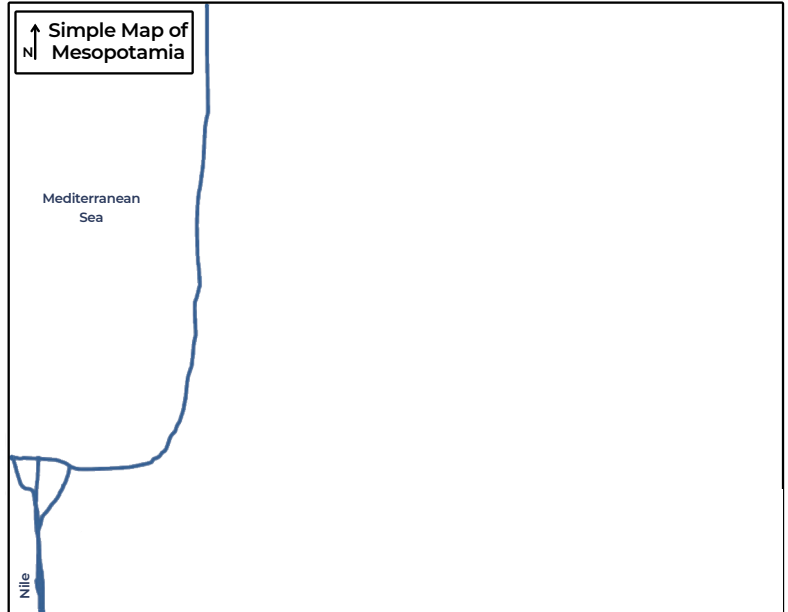 Simple Map of
Mesopotamia
N
Mediterranean
Sea
Nile